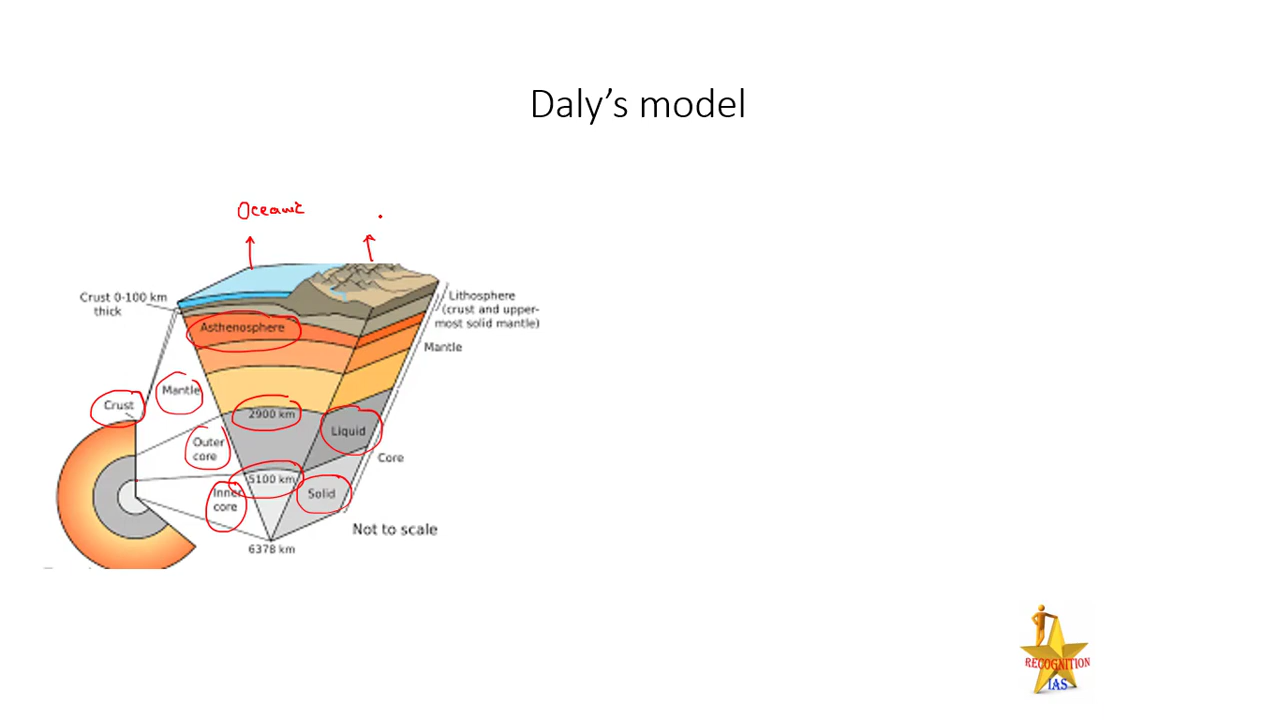 Daly's model
Oceanic
Crust 0-100 km
thick
Asthenosphere
Lithosphere
(crust and upper-
most solid mantle)
Mantle
Mantle
Crust
2900 km
Liquid
Outer
core
Core
5100 km
Inner
core
Solid
Not to scale
6378 km
RECOGNITION
IAS